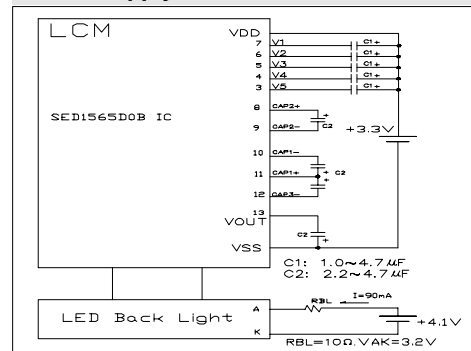 LCM
VDD
7 V1 C1+
6 V2 C1+
5 V3 C1+
4 V4 C1+
3 V5 C1+
SED1565D0B IC
8 CAP2+ +
9 CAP2- C2
+3.3V
10 CAP1- +
11 CAP1+ C2
12 CAP3- +
13
VOUT
C2 +
VSS
C1: 1.0~4.7uF
C2: 2.2~4.7uF
LED Back Light
A RBL I=90mA
K +4.1V
RBL=10Ω.VAK=3.2V